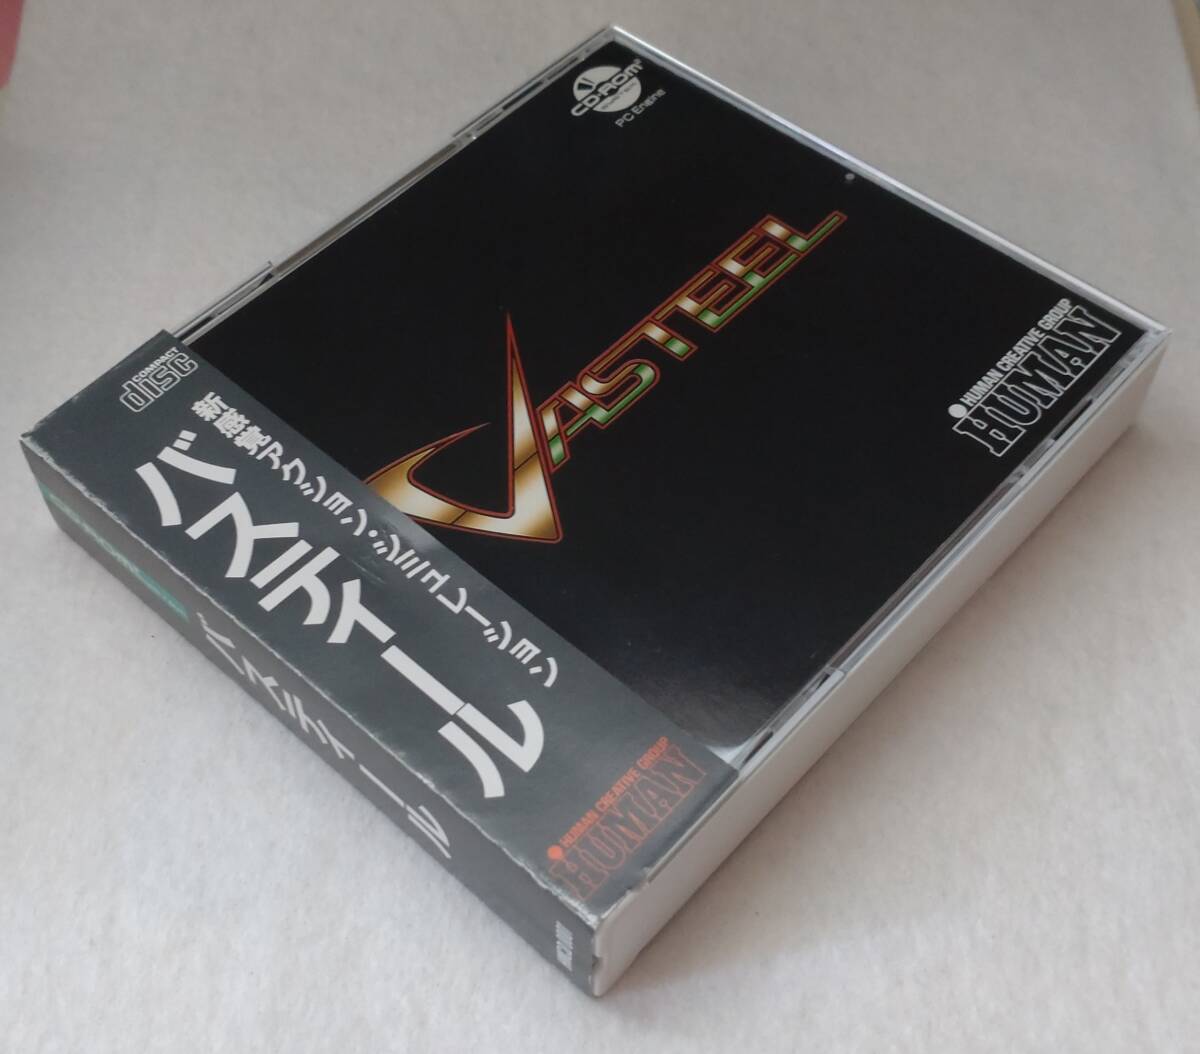 CD-ROM²
SYSTEM
PC Engine
VASTEEL
HUMAN CREATIVE GROUP
HUMAN
COMPACT
disc
新感覚アクション・シミュレーション
バスティール
HUMAN CREATIVE GROUP
HUMAN
バスティール